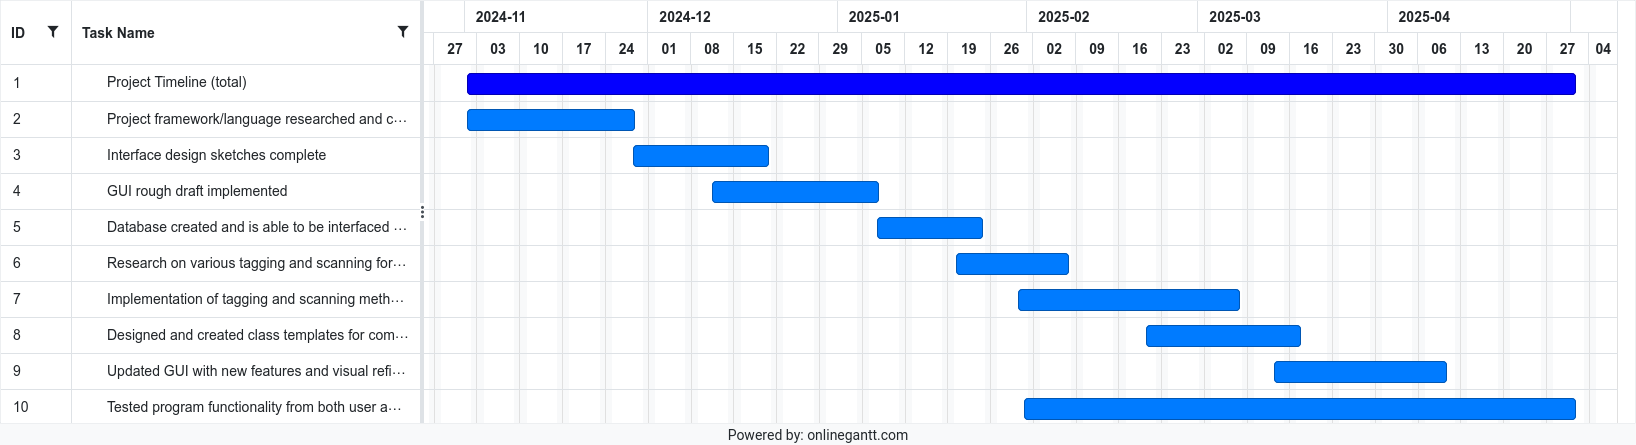 ID Task Name 2024-11 2024-12 2025-01 2025-02 2025-03 2025-04
27 03 10 17 24 01 08 15 22 29 05 12 19 26 02 09 16 23 02 09 16 23 30 06 13 20 27 04
1 Project Timeline (total)
2 Project framework/language researched and c...
3 Interface design sketches complete
4 GUI rough draft implemented
5 Database created and is able to be interfaced ...
6 Research on various tagging and scanning for...
7 Implementation of tagging and scanning meth...
8 Designed and created class templates for com...
9 Updated GUI with new features and visual refi...
10 Tested program functionality from both user a...
Powered by: onlinegantt.com